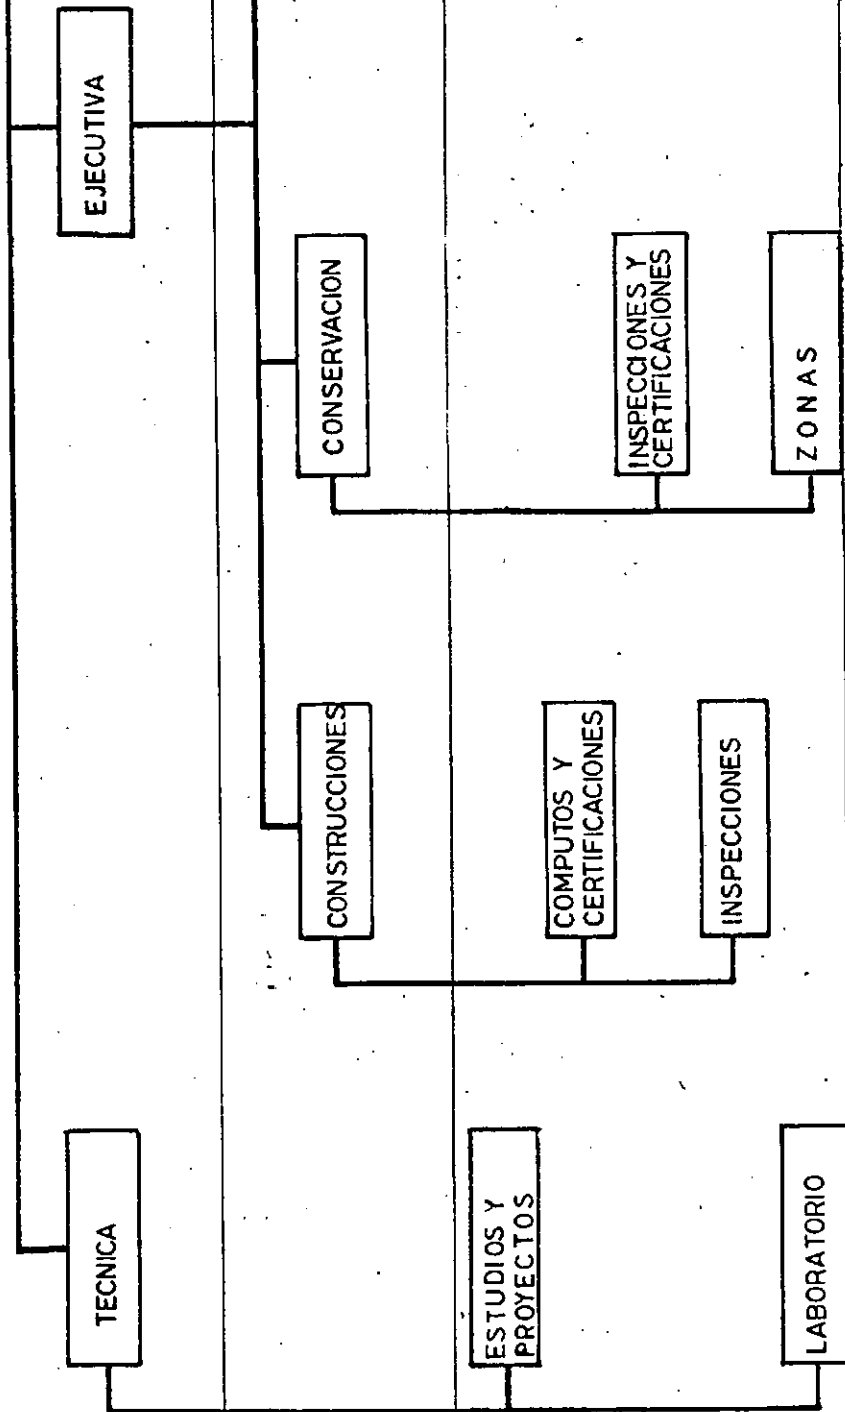 TECNICA
EJECUTIVA
CONSTRUCCIONES
CONSERVACION
ESTUDIOS Y
PROYECTOS
COMPUTOS Y
CERTIFICACIONES
INSPECCIONES Y
CERTIFICACIONES
LABORATORIO
INSPECCIONES
ZONAS